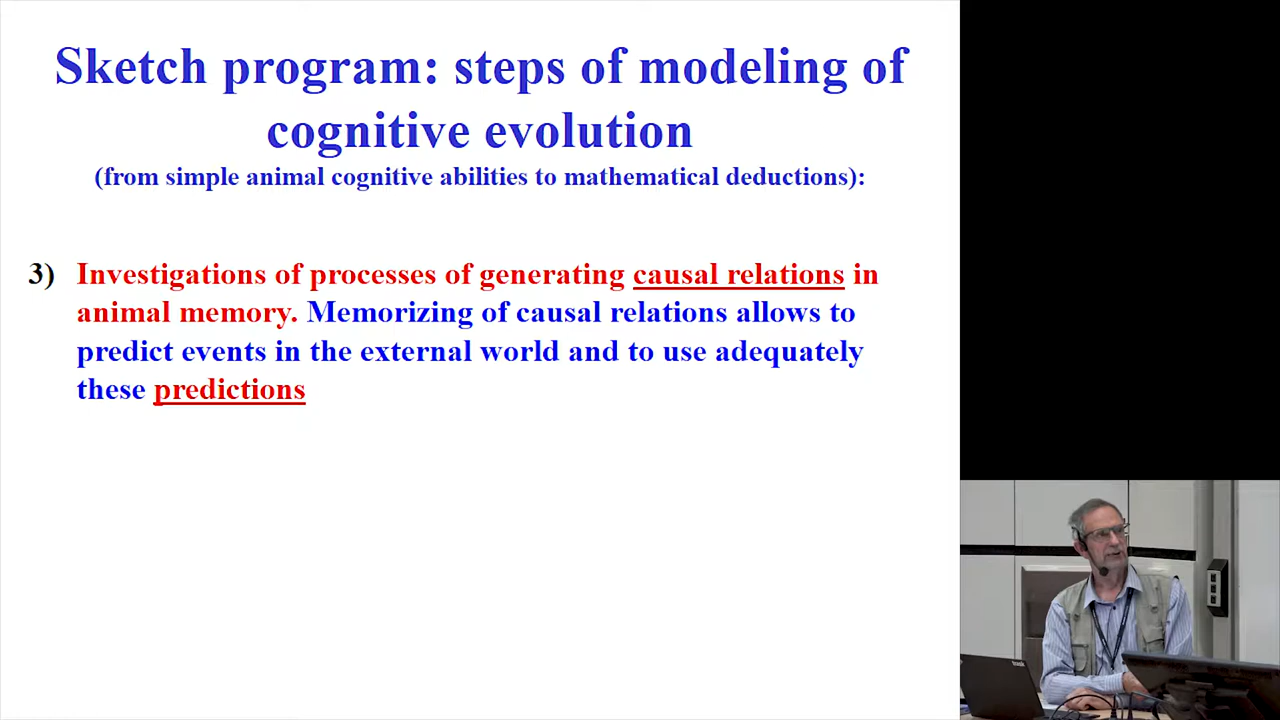 Sketch program: steps of modeling of
cognitive evolution
(from simple animal cognitive abilities to mathematical deductions):
3) Investigations of processes of generating causal relations in
animal memory. Memorizing of causal relations allows to
predict events in the external world and to use adequately
these predictions